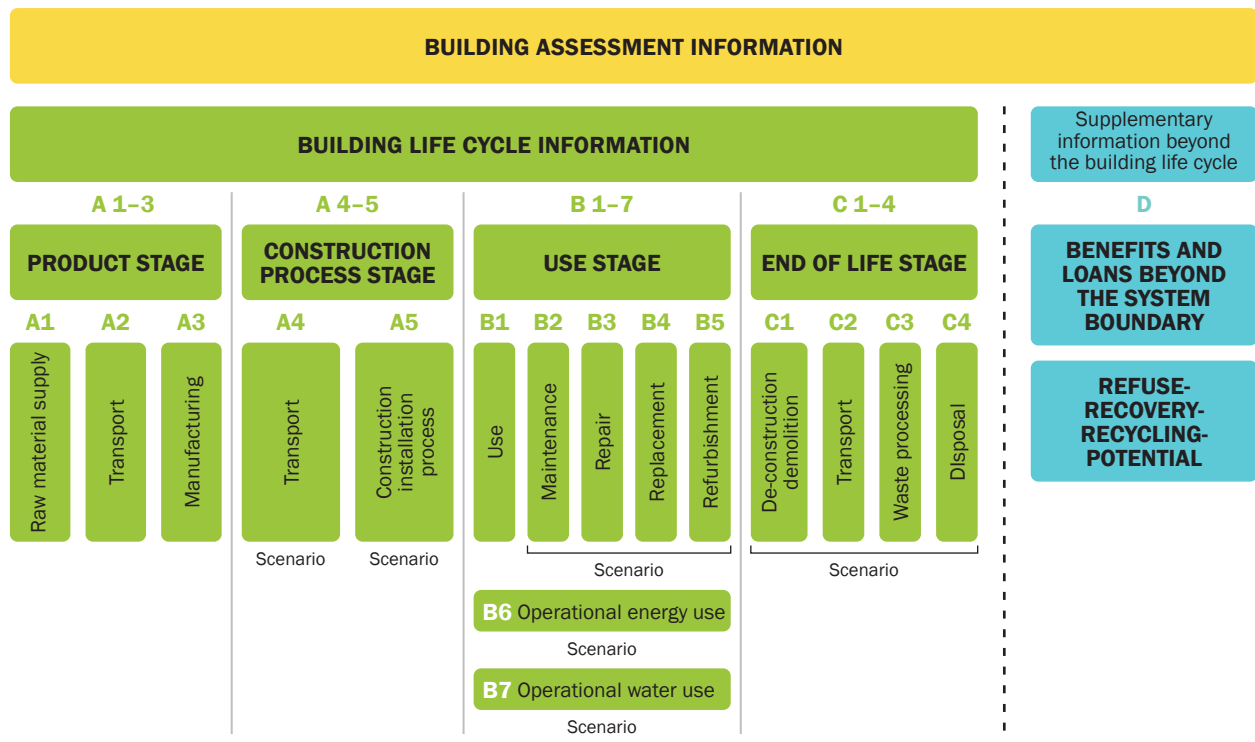 BUILDING ASSESSMENT INFORMATION
BUILDING LIFE CYCLE INFORMATION
Supplementary
information beyond
the building life cycle
A 1–3
A 4–5
B 1–7
C 1–4
D
PRODUCT STAGE
CONSTRUCTION
PROCESS STAGE
USE STAGE
END OF LIFE STAGE
BENEFITS AND
LOANS BEYOND
THE SYSTEM
BOUNDARY
A1
A2
A3
A4
A5
B1
B2
B3
B4
B5
C1
C2
C3
C4
Raw material supply
Transport
Manufacturing
Transport
Construction
installation
process
Use
Maintenance
Repair
Replacement
Refurbishment
De-construction
demolition
Transport
Waste processing
DIsposal
REFUSE-
RECOVERY-
RECYCLING-
POTENTIAL
Scenario
Scenario
Scenario
Scenario
B6 Operational energy use
Scenario
B7 Operational water use
Scenario